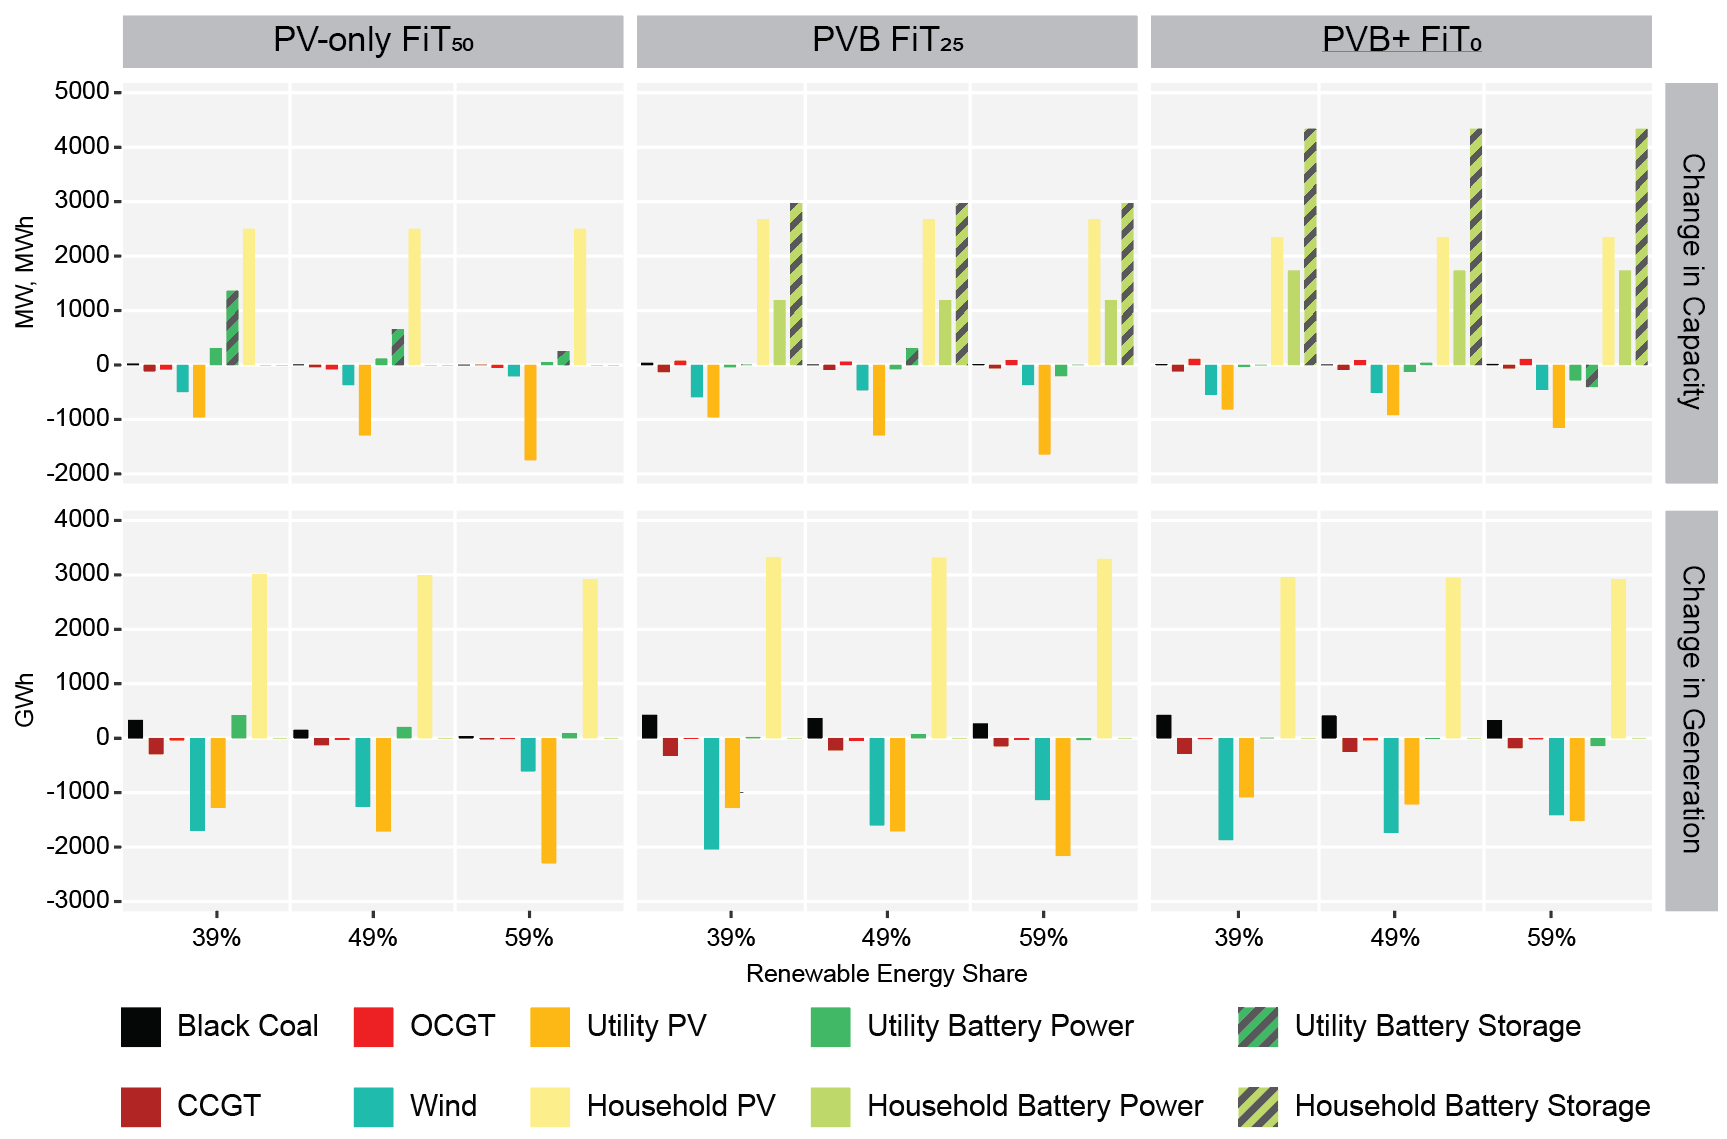 PV-only FiT₅₀ PVB FiT₂₅ PVB+ FiT₀
5000
4000
3000
2000
1000
0
-1000
-2000
MW, MWh
Change in Capacity
4000
3000
2000
1000
0
-1000
-2000
-3000
GWh
Change in Generation
39% 49% 59% 39% 49% 59% 39% 49% 59%
Renewable Energy Share
Black Coal OCGT Utility PV Utility Battery Power Utility Battery Storage
CCGT Wind Household PV Household Battery Power Household Battery Storage